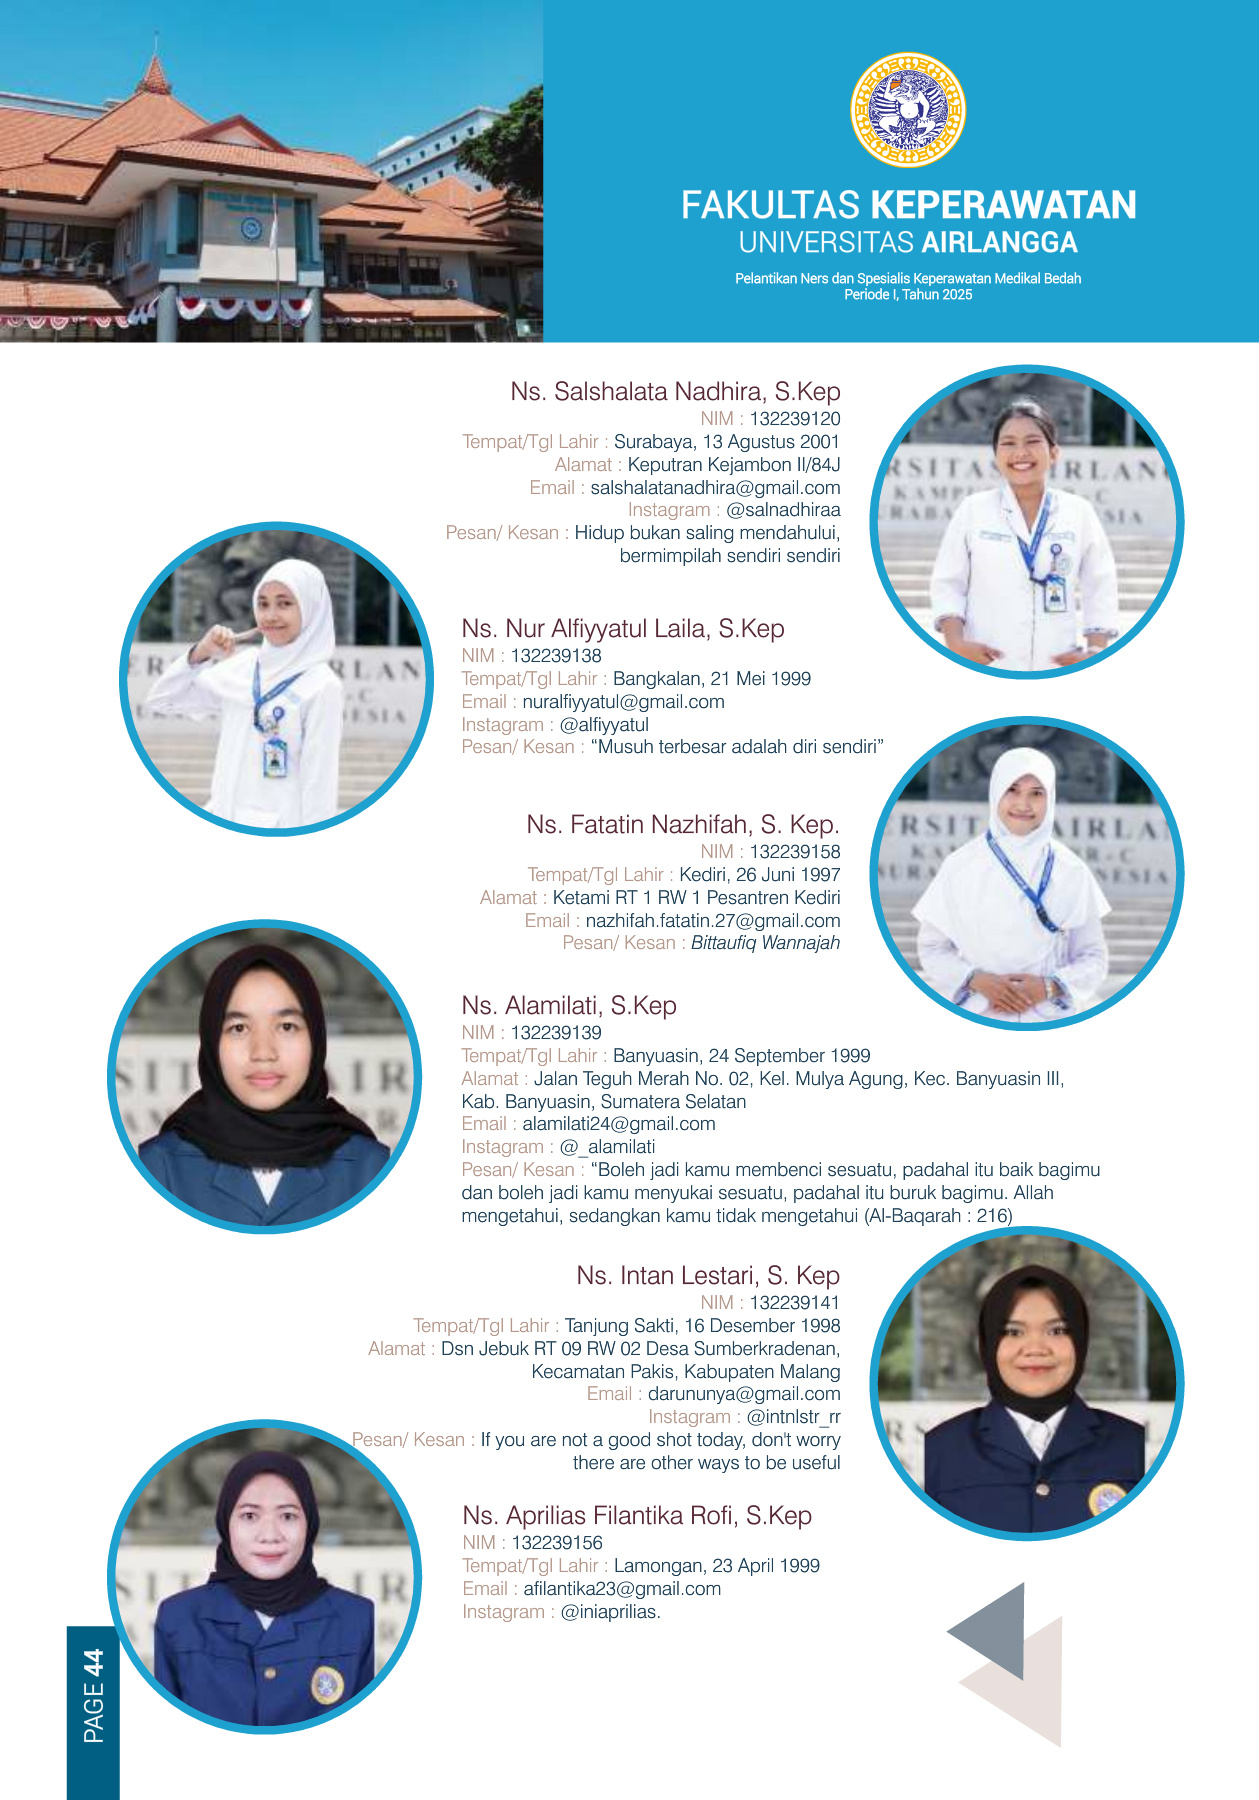 FAKULTAS KEPERAWATAN
UNIVERSITAS AIRLANGGA
Pelantikan Ners dan Spesialis Keperawatan Medikal Bedah
Periode I, Tahun 2025
Ns. Salshalata Nadhira, S.Kep
NIM : 132239120
Tempat/Tgl Lahir : Surabaya, 13 Agustus 2001
Alamat : Keputran Kejambon II/84J
Email : salshalatanadhira@gmail.com
Instagram : @salnadhiraa
Pesan/ Kesan : Hidup bukan saling mendahului,
bermimpilah sendiri sendiri
Ns. Nur Alfiyyatul Laila, S.Kep
NIM : 132239138
Tempat/Tgl Lahir : Bangkalan, 21 Mei 1999
Email : nuralfiyyatul@gmail.com
Instagram : @alfiyyatul
Pesan/ Kesan : “Musuh terbesar adalah diri sendiri”
Ns. Fatatin Nazhifah, S. Kep.
NIM : 132239158
Tempat/Tgl Lahir : Kediri, 26 Juni 1997
Alamat : Ketami RT 1 RW 1 Pesantren Kediri
Email : nazhifah.fatatin.27@gmail.com
Pesan/ Kesan : Bittaufiq Wannajah
Ns. Alamilati, S.Kep
NIM : 132239139
Tempat/Tgl Lahir : Banyuasin, 24 September 1999
Alamat : Jalan Teguh Merah No. 02, Kel. Mulya Agung, Kec. Banyuasin III,
Kab. Banyuasin, Sumatera Selatan
Email : alamilati24@gmail.com
Instagram : @_alamilati
Pesan/ Kesan : “Boleh jadi kamu membenci sesuatu, padahal itu baik bagimu
dan boleh jadi kamu menyukai sesuatu, padahal itu buruk bagimu. Allah
mengetahui, sedangkan kamu tidak mengetahui (Al-Baqarah : 216)
Ns. Intan Lestari, S. Kep
NIM : 132239141
Tempat/Tgl Lahir : Tanjung Sakti, 16 Desember 1998
Alamat : Dsn Jebuk RT 09 RW 02 Desa Sumberkradenan,
Kecamatan Pakis, Kabupaten Malang
Email : darununya@gmail.com
Instagram : @intnlstr_rr
Pesan/ Kesan : If you are not a good shot today, don't worry
there are other ways to be useful
Ns. Aprilias Filantika Rofi, S.Kep
NIM : 132239156
Tempat/Tgl Lahir : Lamongan, 23 April 1999
Email : afilantika23@gmail.com
Instagram : @iniaprilias.
PAGE 44